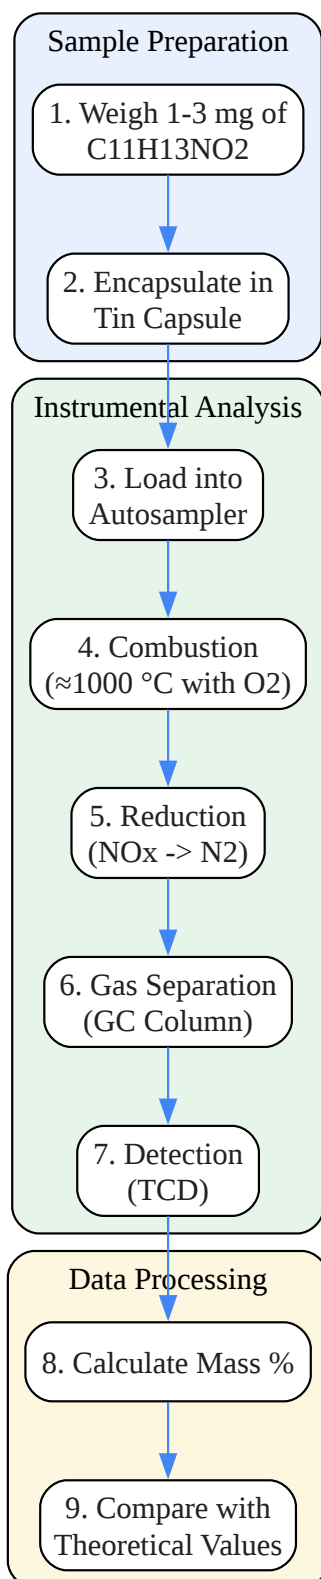 Sample Preparation
1. Weigh 1-3 mg of
C11H13NO2
2. Encapsulate in
Tin Capsule
Instrumental Analysis
3. Load into
Autosampler
4. Combustion
(≈1000 °C with O2)
5. Reduction
(NOx -> N2)
6. Gas Separation
(GC Column)
7. Detection
(TCD)
Data Processing
8. Calculate Mass %
9. Compare with
Theoretical Values